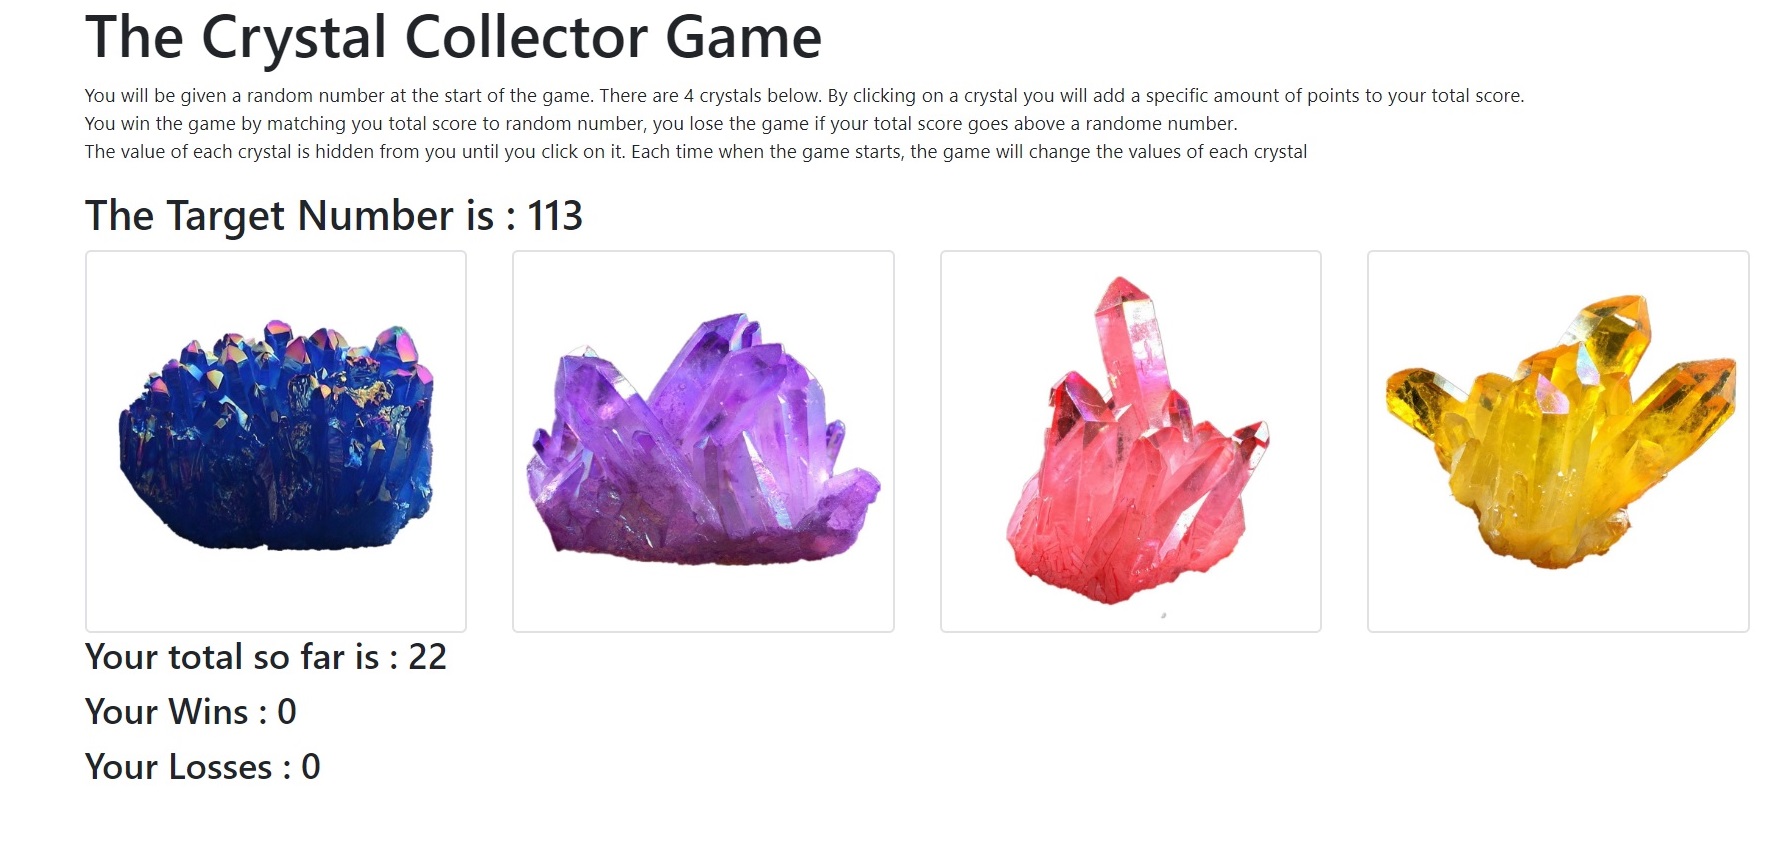 The Crystal Collector Game
You will be given a random number at the start of the game. There are 4 crystals below. By clicking on a crystal you will add a specific amount of points to your total score.
You win the game by matching you total score to random number, you lose the game if your total score goes above a randome number.
The value of each crystal is hidden from you until you click on it. Each time when the game starts, the game will change the values of each crystal
The Target Number is : 113
Your total so far is : 22
Your Wins : 0
Your Losses : 0